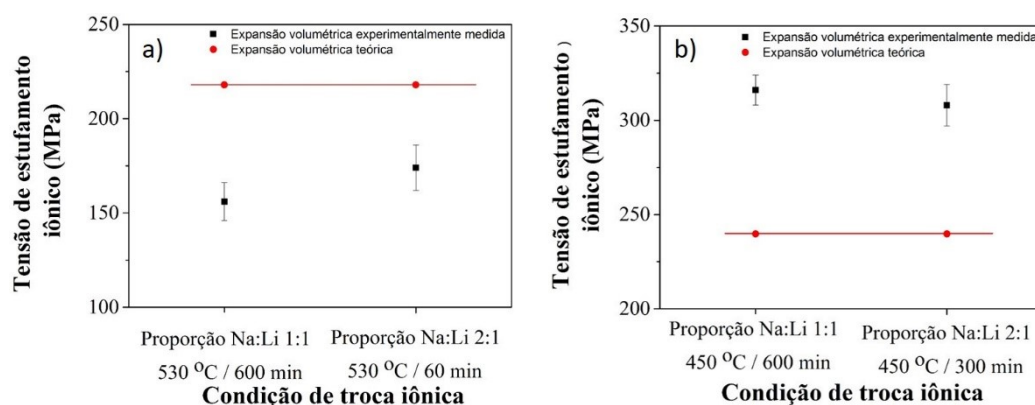 a)
Expansão volumétrica experimentalmente medida
Expansão volumétrica teórica
250
200
150
100
Tensão de estufamento
iônico (MPa)
Proporção Na:Li 1:1
530 °C / 600 min
Proporção Na:Li 2:1
530 °C / 60 min
Condição de troca iônica
b)
Expansão volumétrica experimentalmente medida
Expansão volumétrica teórica
350
300
250
200
Tensão de estufamento )
iônico (MPa)
Proporção Na:Li 1:1
450 °C / 600 min
Proporção Na:Li 2:1
450 °C / 300 min
Condição de troca iônica